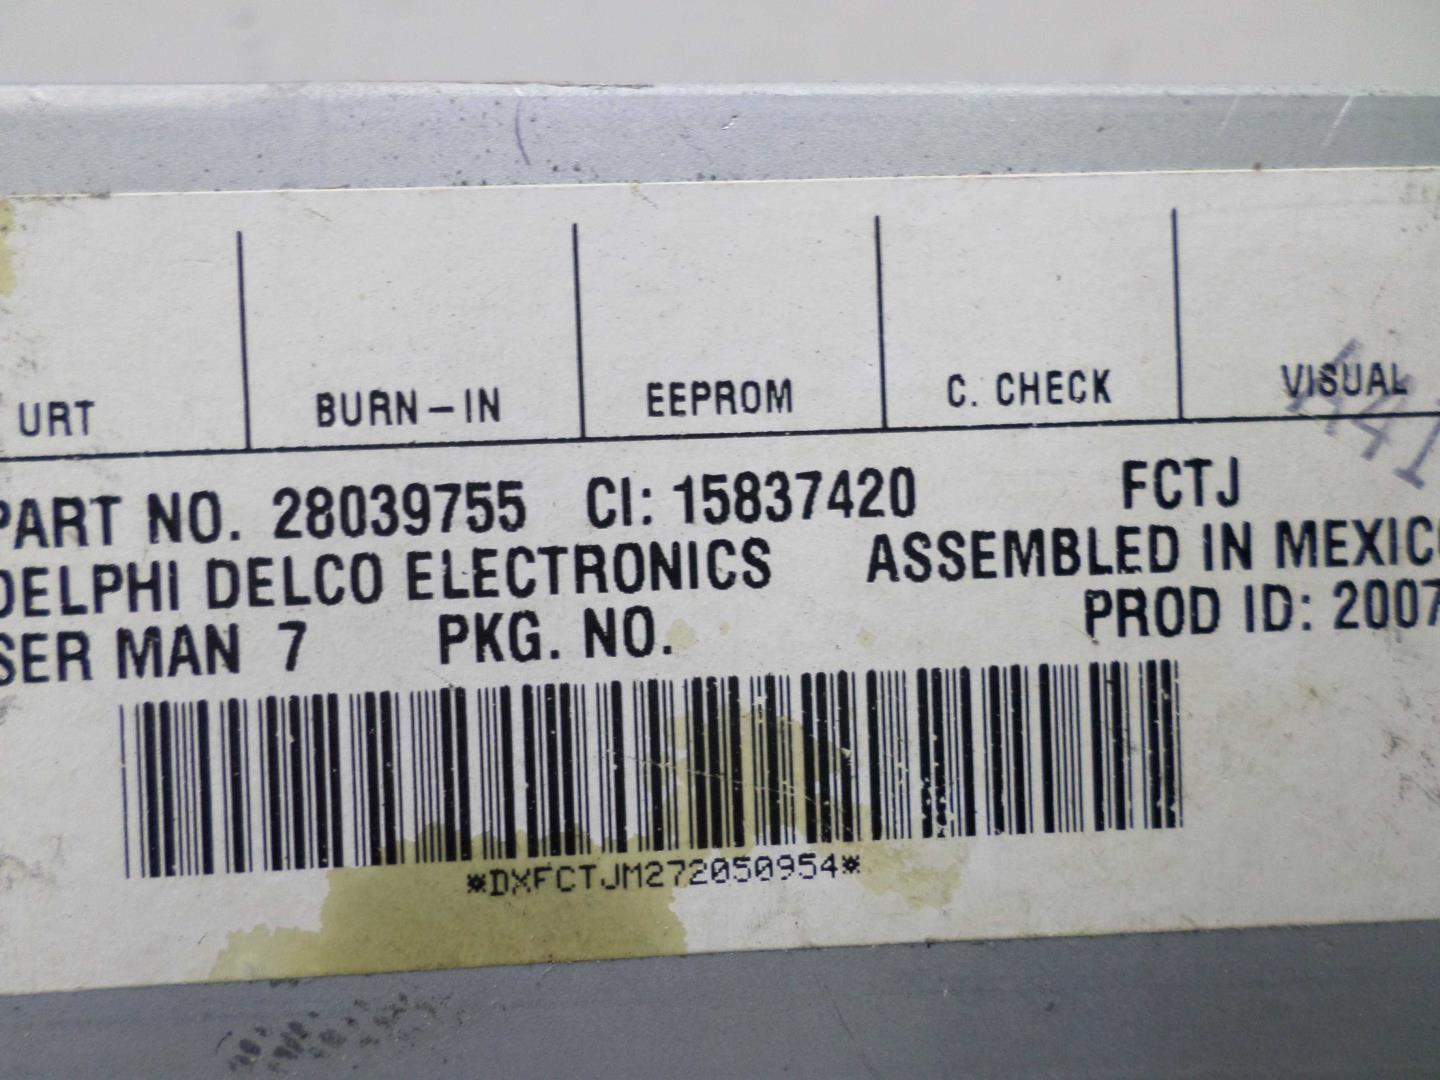 URT BURN-IN EEPROM C. CHECK VISUAL
PART NO. 28039755 CI: 15837420 FCTJ
DELPHI DELCO ELECTRONICS ASSEMBLED IN MEXICO
SER MAN 7 PKG. NO. PROD ID: 2007
*DXFCTJM272050954*